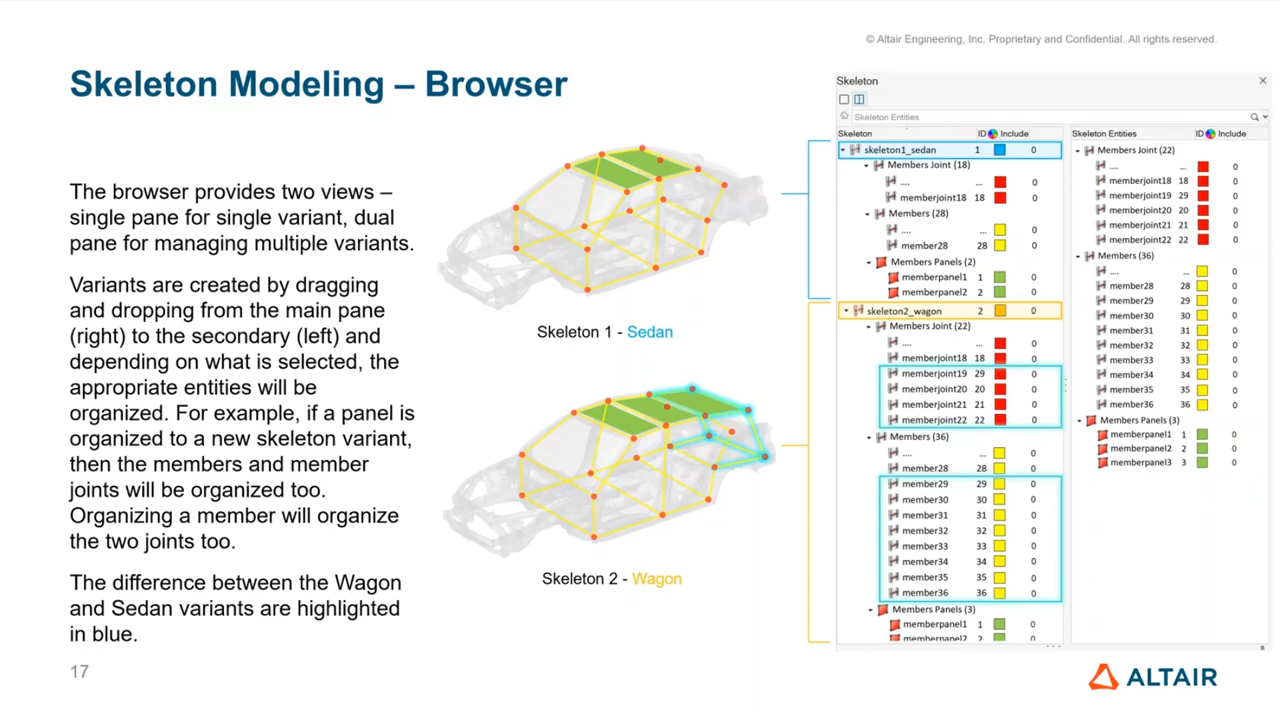 © Altair Engineering, Inc. Proprietary and Confidential. All rights reserved.
Skeleton Modeling – Browser
The browser provides two views –
single pane for single variant, dual
pane for managing multiple variants.
Variants are created by dragging
and dropping from the main pane
(right) to the secondary (left) and
depending on what is selected, the
appropriate entities will be
organized. For example, if a panel is
organized to a new skeleton variant,
then the members and member
joints will be organized too.
Organizing a member will organize
the two joints too.
The difference between the Wagon
and Sedan variants are highlighted
in blue.
17
Skeleton 1 - Sedan
Skeleton 2 - Wagon
Skeleton
Skeleton Entities
Skeleton ID Include
skeleton1_sedan 1 0
Members Joint (18)
.... ... 0
memberjoint18 18 0
Members (28)
.... ... 0
member28 28 0
Members Panels (2)
memberpanel1 1 0
memberpanel2 2 0
skeleton2_wagon 2 0
Members Joint (22)
.... ... 0
memberjoint18 18 0
memberjoint19 29 0
memberjoint20 20 0
memberjoint21 21 0
memberjoint22 22 0
Members (36)
.... ... 0
member28 28 0
member29 29 0
member30 30 0
member31 31 0
member32 32 0
member33 33 0
member34 34 0
member35 35 0
member36 36 0
Members Panels (3)
memberpanel1 1 0
memberpanel2 2 0
Skeleton Entities ID Include
Members Joint (22)
.... ... 0
memberjoint18 18 0
memberjoint19 29 0
memberjoint20 20 0
memberjoint21 21 0
memberjoint22 22 0
Members (36)
.... ... 0
member28 28 0
member29 29 0
member30 30 0
member31 31 0
member32 32 0
member33 33 0
member34 34 0
member35 35 0
member36 36 0
Members Panels (3)
memberpanel1 1 0
memberpanel2 2 0
memberpanel3 3 0
ALTAIR